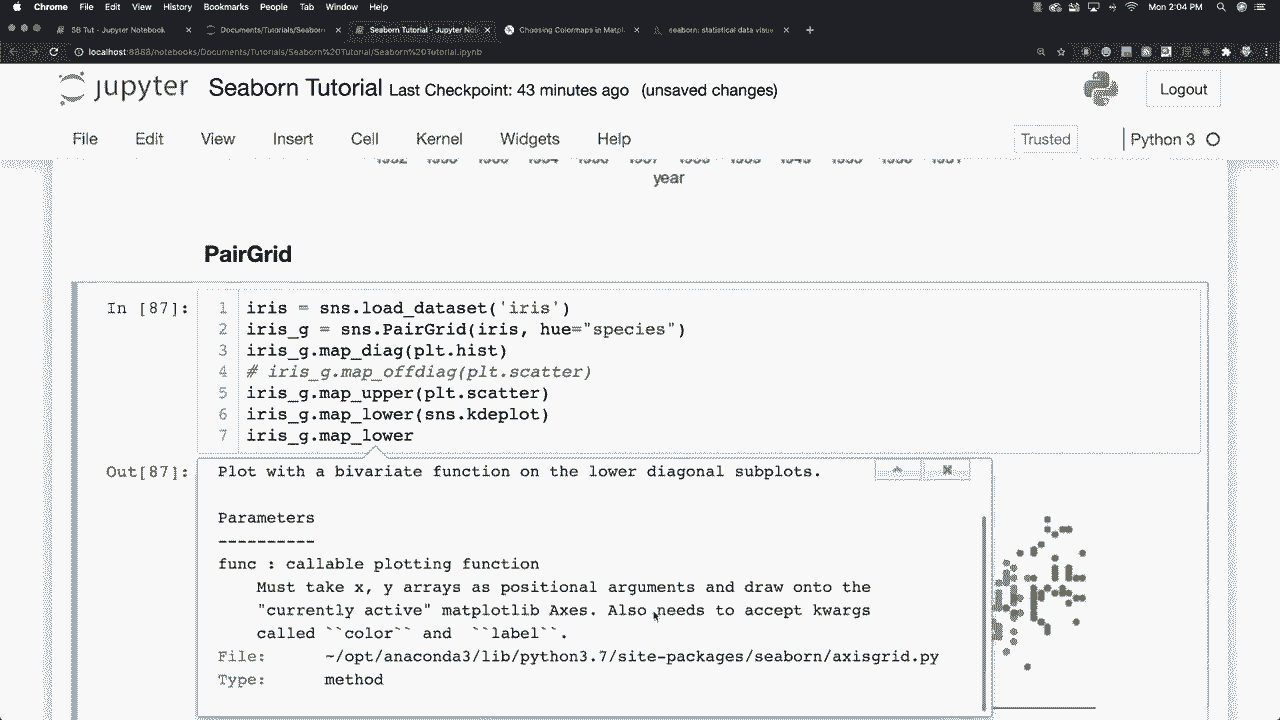 Chrome File Edit View History Bookmarks People Tab Window Help
Mon 2:04 PM
SB Tut - Jupyter Notebook
Documents/Tutorials/Seaborn
Seaborn Tutorial - Jupyter Not
Choosing Colormaps in Matpl
seaborn: statistical data visua
localhost:8888/notebooks/Documents/Tutorials/Seaborn%20Tutorial/Seaborn%20Tutorial.ipynb
jupyter Seaborn Tutorial Last Checkpoint: 43 minutes ago (unsaved changes)
Logout
File Edit View Insert Cell Kernel Widgets Help
Trusted
Python 3
year
PairGrid
In [87]:
1 iris = sns.load_dataset('iris')
2 iris_g = sns.PairGrid(iris, hue="species")
3 iris_g.map_diag(plt.hist)
4 # iris_g.map_offdiag(plt.scatter)
5 iris_g.map_upper(plt.scatter)
6 iris_g.map_lower(sns.kdeplot)
7 iris_g.map_lower
Out[87]:
Plot with a bivariate function on the lower diagonal subplots.
Parameters
----------
func : callable plotting function
Must take x, y arrays as positional arguments and draw onto the
"currently active" matplotlib Axes. Also needs to accept kwargs
called ``color`` and ``label``.
File: ~/opt/anaconda3/lib/python3.7/site-packages/seaborn/axisgrid.py
Type: method